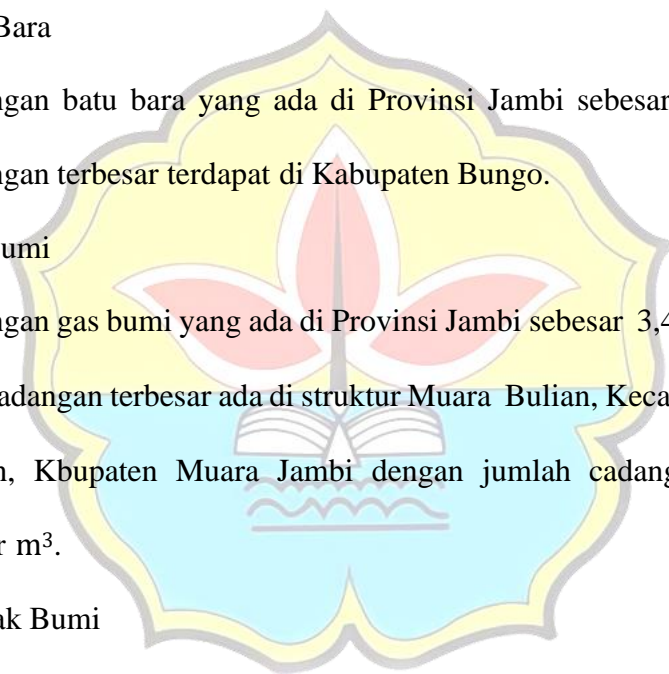 Bara
ngan batu bara yang ada di Provinsi Jambi sebesar
ngan terbesar terdapat di Kabupaten Bungo.
umi
ngan gas bumi yang ada di Provinsi Jambi sebesar 3,4
adangan terbesar ada di struktur Muara Bulian, Keca
n, Kbupaten Muara Jambi dengan jumlah cadang
r m³.
ak Bumi